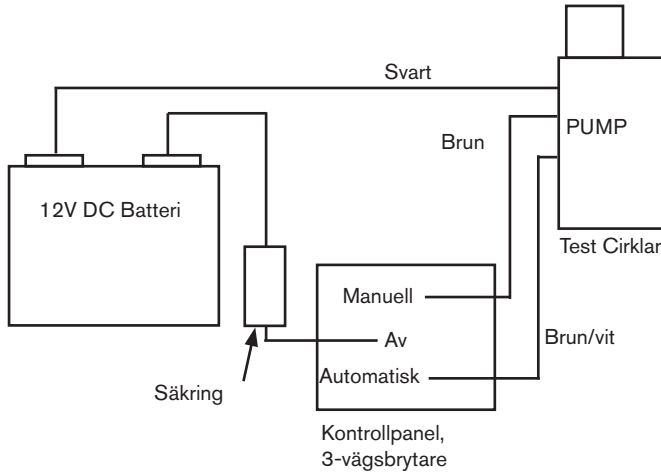 Svart
Brun
PUMP
12V DC Batteri
Test Cirklar
Manuell
Av
Brun/vit
Automatisk
Säkring
Kontrollpanel,
3-vägsbrytare